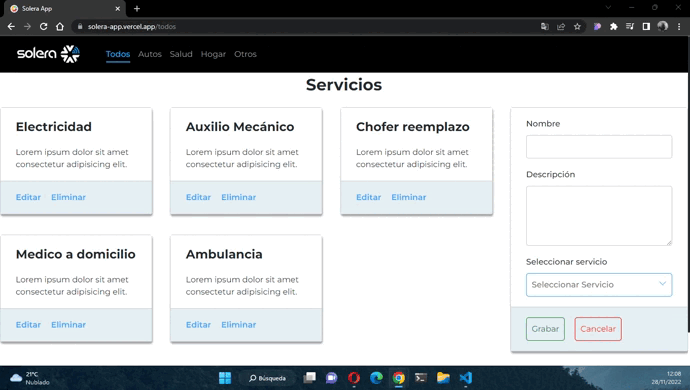 Solera App
solera-app.vercel.app/todos
solera
Todos Autos Salud Hogar Otros
Servicios
Electricidad
Lorem ipsum dolor sit amet
consectetur adipisicing elit.
Editar Eliminar
Auxilio Mecánico
Lorem ipsum dolor sit amet
consectetur adipisicing elit.
Editar Eliminar
Chofer reemplazo
Lorem ipsum dolor sit amet
consectetur adipisicing elit.
Editar Eliminar
Medico a domicilio
Lorem ipsum dolor sit amet
consectetur adipisicing elit.
Editar Eliminar
Ambulancia
Lorem ipsum dolor sit amet
consectetur adipisicing elit.
Editar Eliminar
Nombre
Descripción
Seleccionar servicio
Seleccionar Servicio
Grabar Cancelar
21°C
Nublado
Búsqueda
12:08
28/11/2022